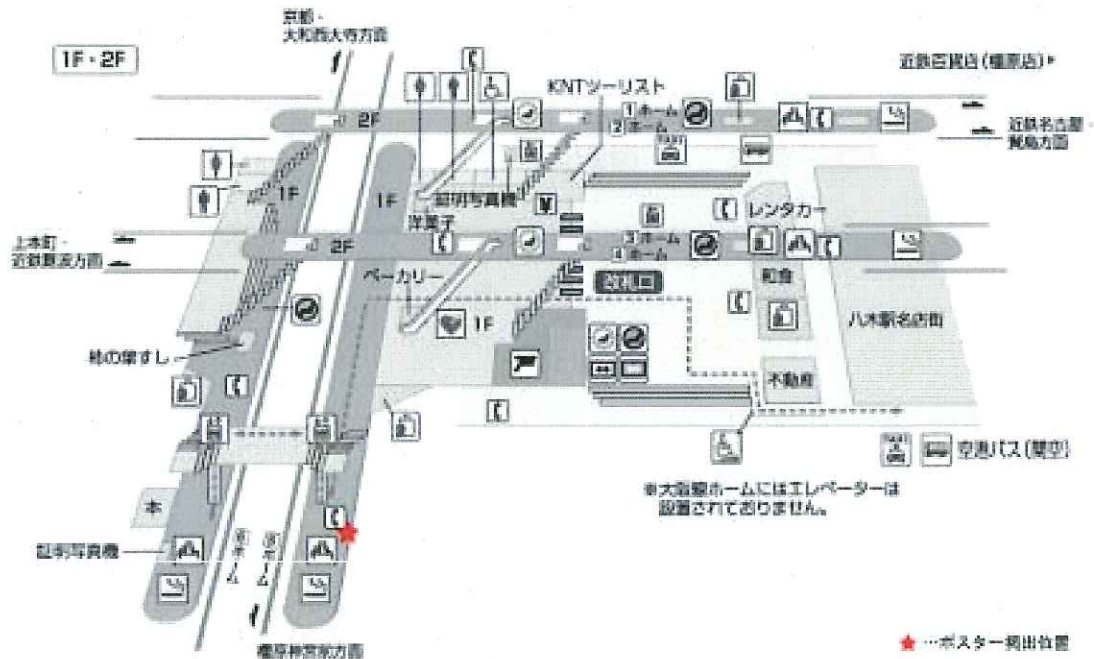 京都・
大和西大寺方面
1F・2F
近鉄百貨店(橿原店)
KNTツーリスト
1 ホーム
2 ホーム
2F
近鉄名古屋・
賢島方面
TAXI
1F
1F
証明写真機
洋菓子
¥
レンタカー
上本町・
近鉄難波方面
2F
3 ホーム
4 ホーム
ベーカリー
改札口
和食
1F
八木駅名店街
柿の葉すし
不動産
TAXI
空港バス(関空)
※大阪線ホームにはエレベーターは
設置されておりません。
本
証明写真機
橿原神宮前方面
★ …ポスター掲出位置